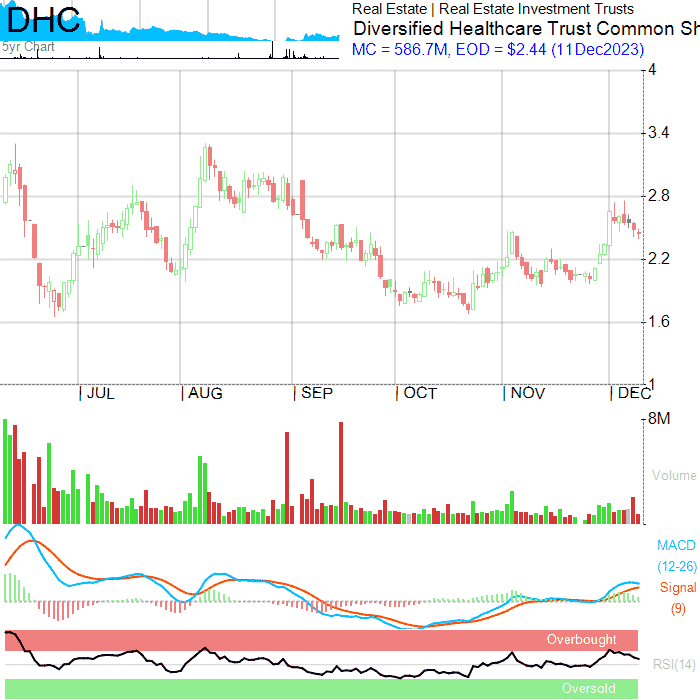 DHC
5yr Chart
Real Estate | Real Estate Investment Trusts
Diversified Healthcare Trust Common Sh
MC = 586.7M, EOD = $2.44 (11Dec2023)
4
3.4
2.8
2.2
1.6
1
JUL AUG SEP OCT NOV DEC
8M
Volume
MACD
(12-26)
Signal
(9)
Overbought
RSI(14)
Oversold